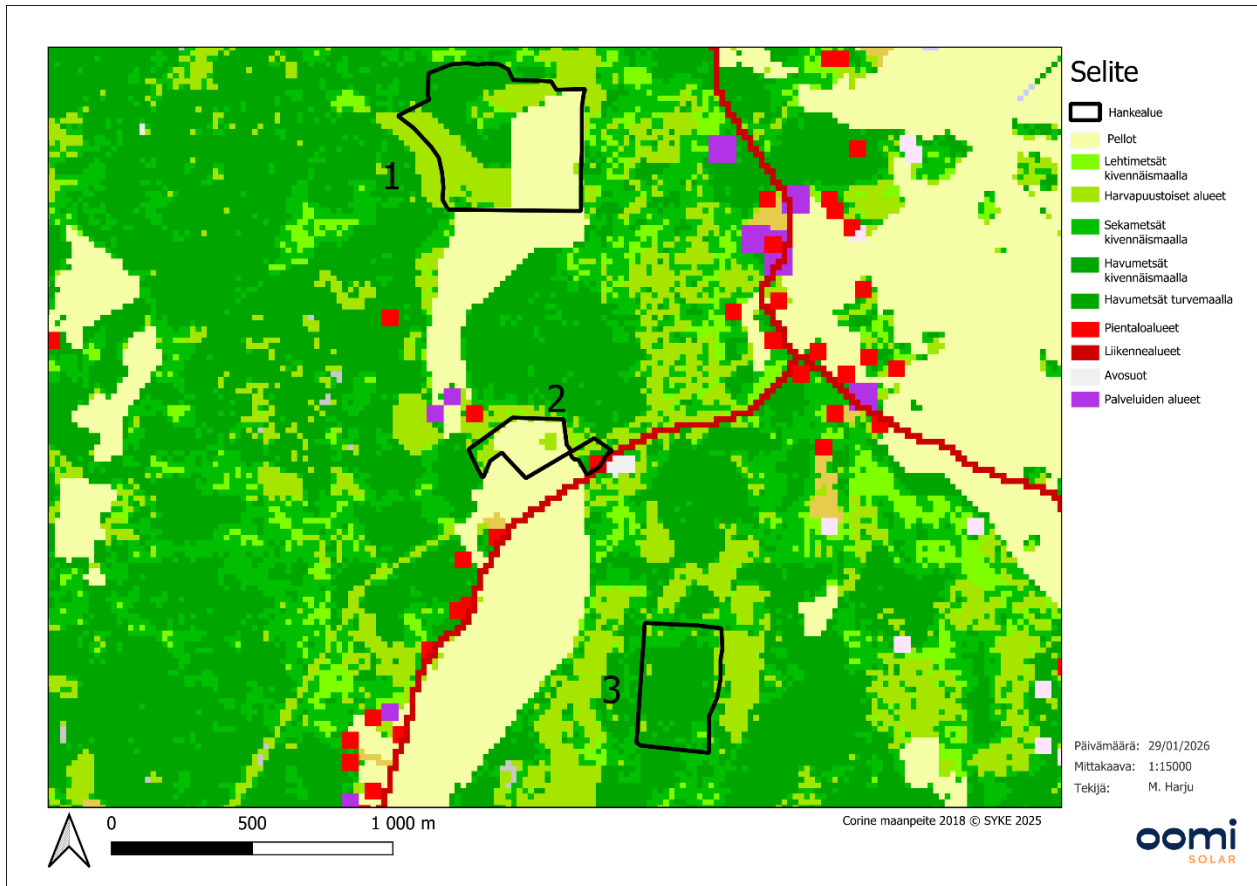 Selite
Hankealue
Pellot
Lehtimetsät
kivennäismaalla
Harvapuustoiset alueet
Sekametsät
kivennäismaalla
Havumetsät
kivennäismaalla
Havumetsät turvemaalla
Pientaloalueet
Liikennealueet
Avosuot
Palveluiden alueet
1
2
3
Päivämäärä: 29/01/2026
Mittakaava: 1:15000
Tekijä: M. Harju
0 500 1 000 m
Corine maanpeite 2018 © SYKE 2025
oomi
SOLAR